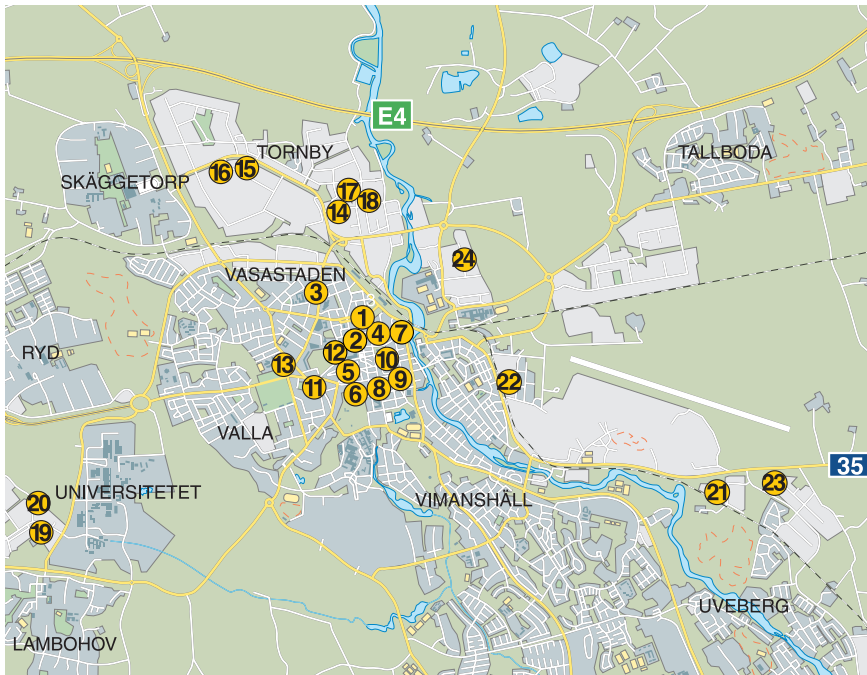 E4
TORNBY
TALLBODA
16
15
SKÄGGETORP
17
18
14
24
VASASTADEN
3
1
4
7
2
12
10
RYD
13
5
9
11
6
8
22
VALLA
35
UNIVERSITETET
21
23
20
VIMANSHÄLL
19
UVEBERG
LAMBOHOV